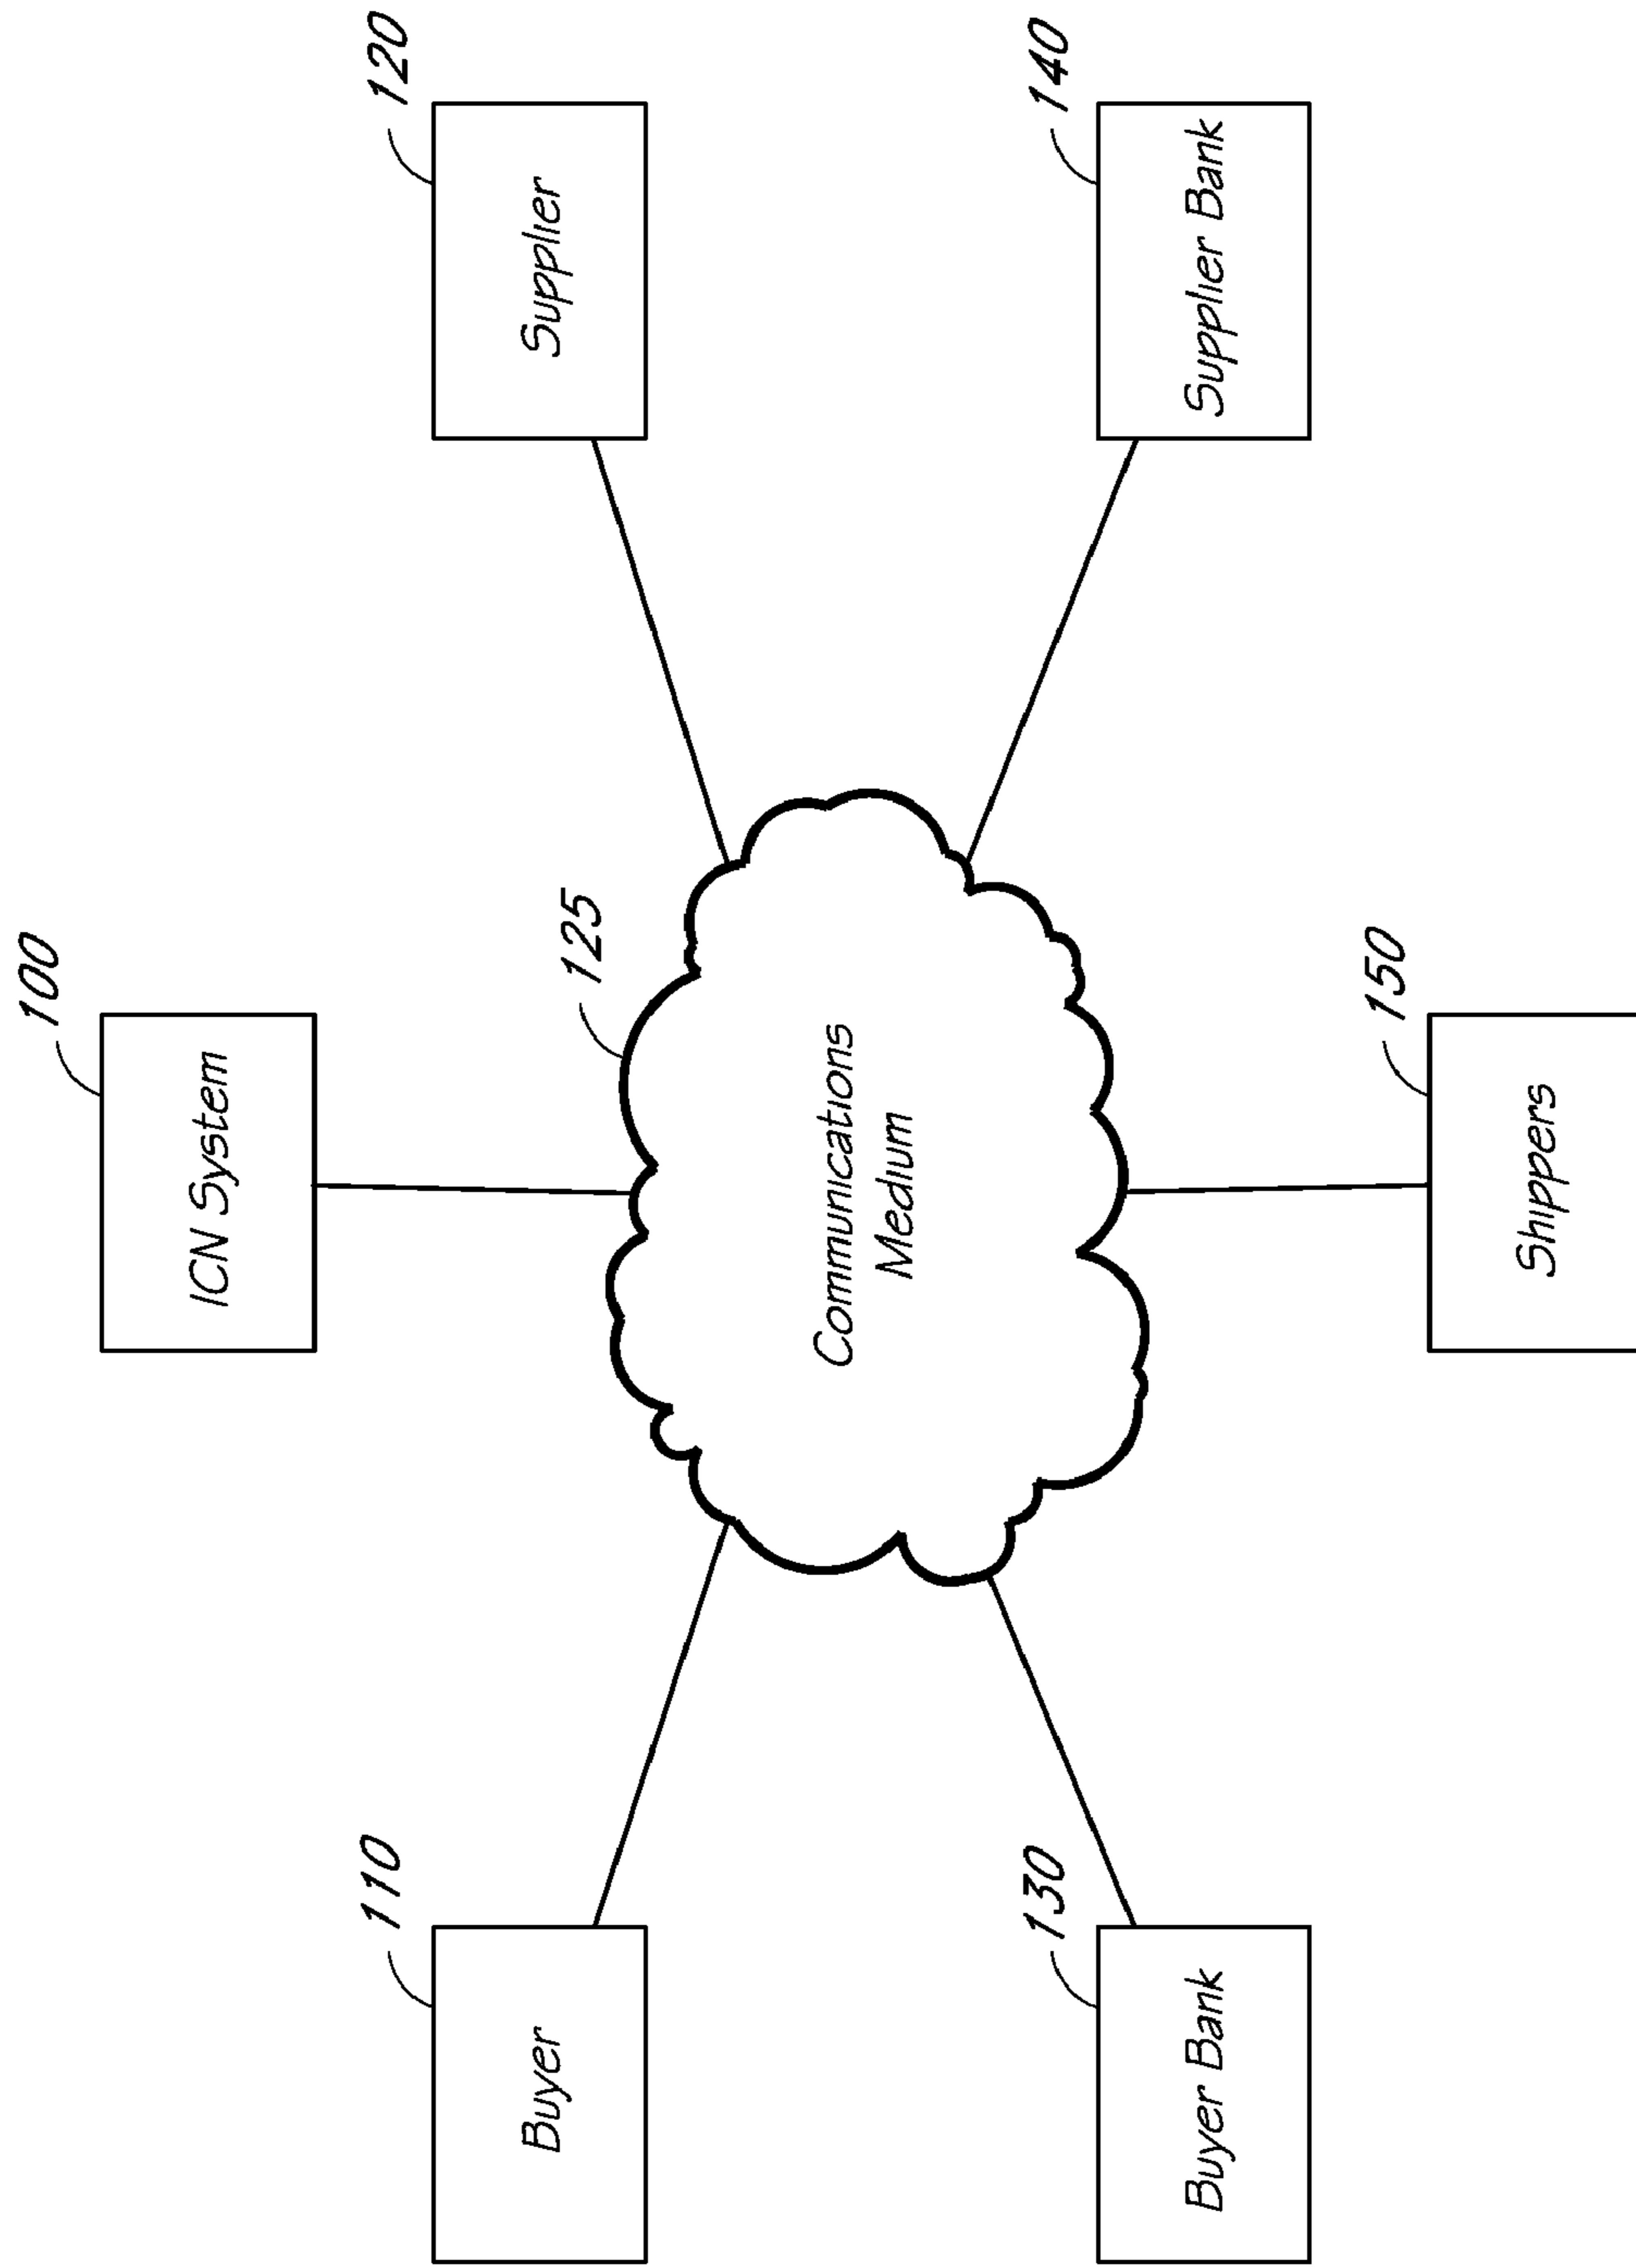 100
ICN System
110
Buyer
120
Supplier
125
Communications
Medium
130
Buyer Bank
140
Supplier Bank
150
Shippers